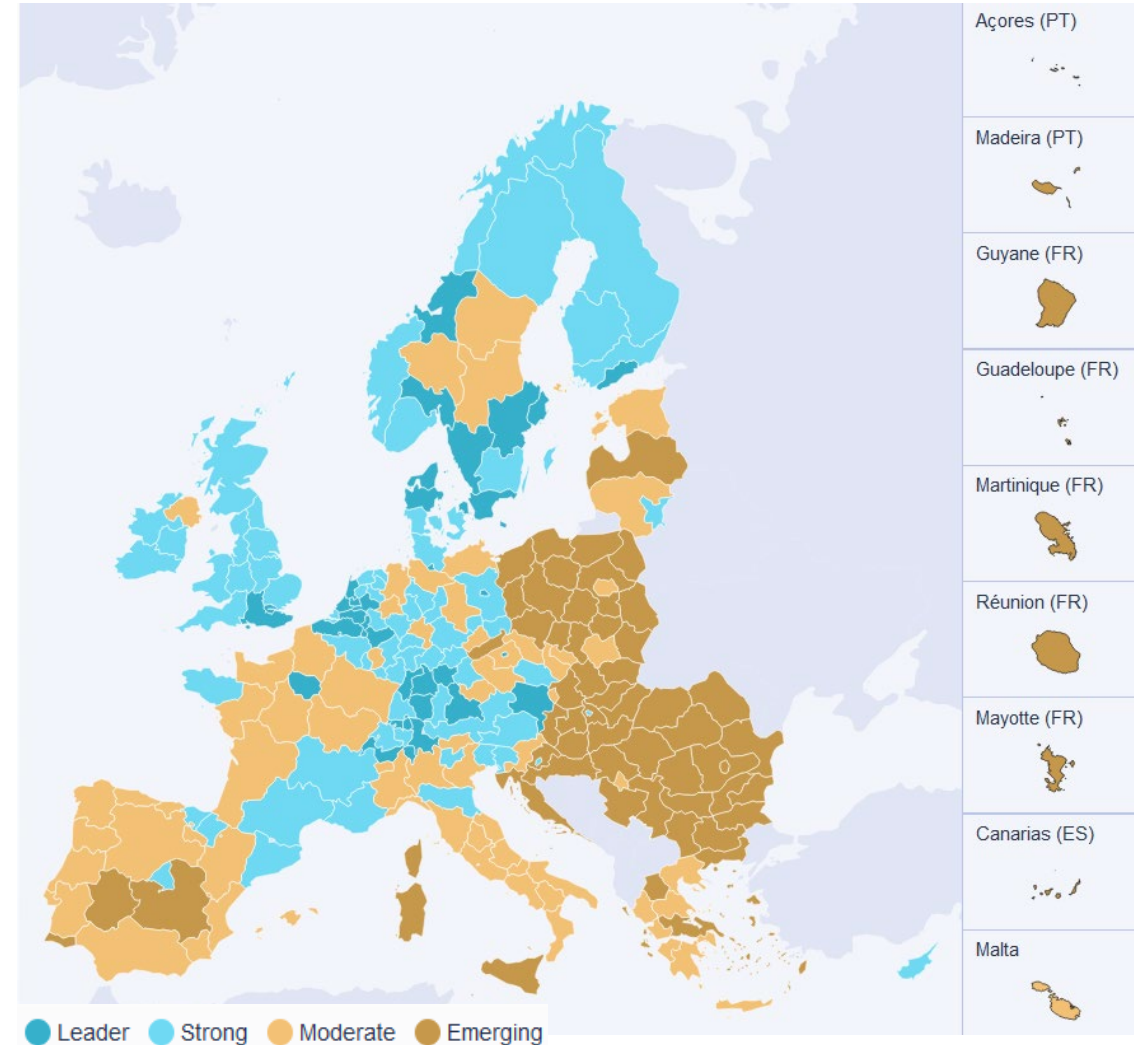 Açores (PT)
Madeira (PT)
Guyane (FR)
Guadeloupe (FR)
Martinique (FR)
Réunion (FR)
Mayotte (FR)
Canarias (ES)
Malta
Leader Strong Moderate Emerging